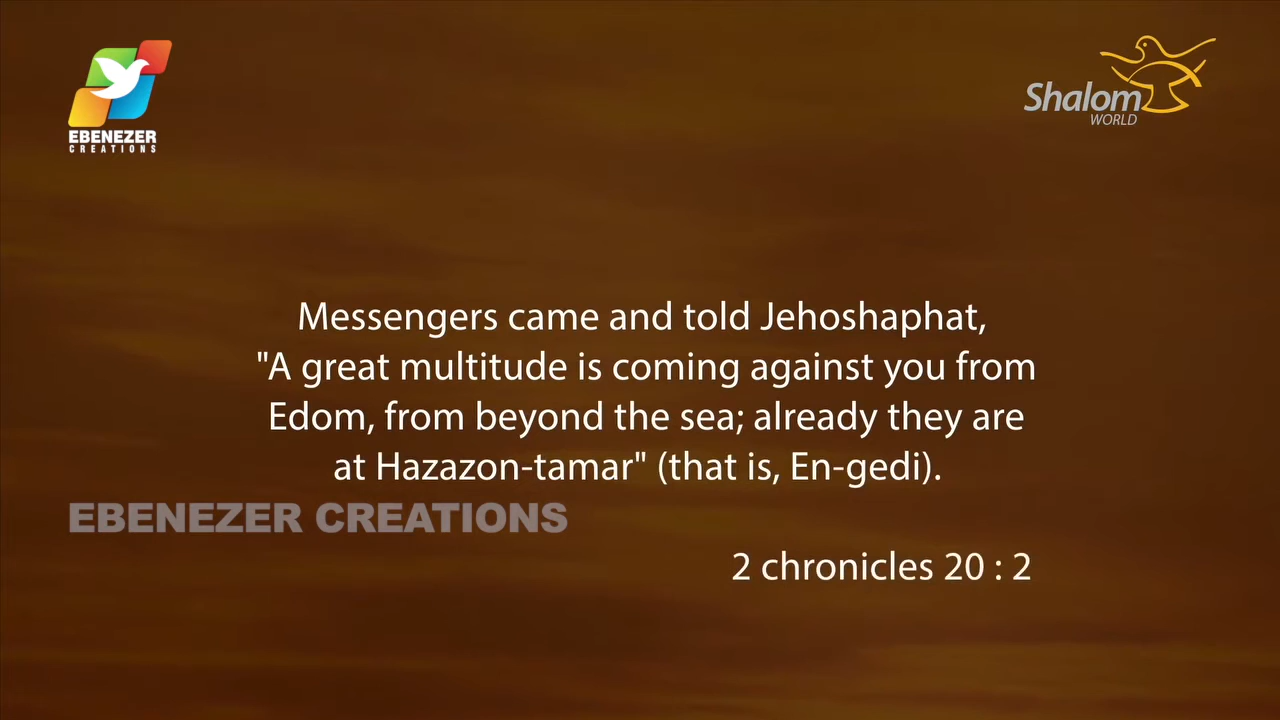 EBENEZER
CREATIONS
Shalom
WORLD
Messengers came and told Jehoshaphat,
"A great multitude is coming against you from
Edom, from beyond the sea; already they are
at Hazazon-tamar" (that is, En-gedi).
EBENEZER CREATIONS
2 chronicles 20 : 2